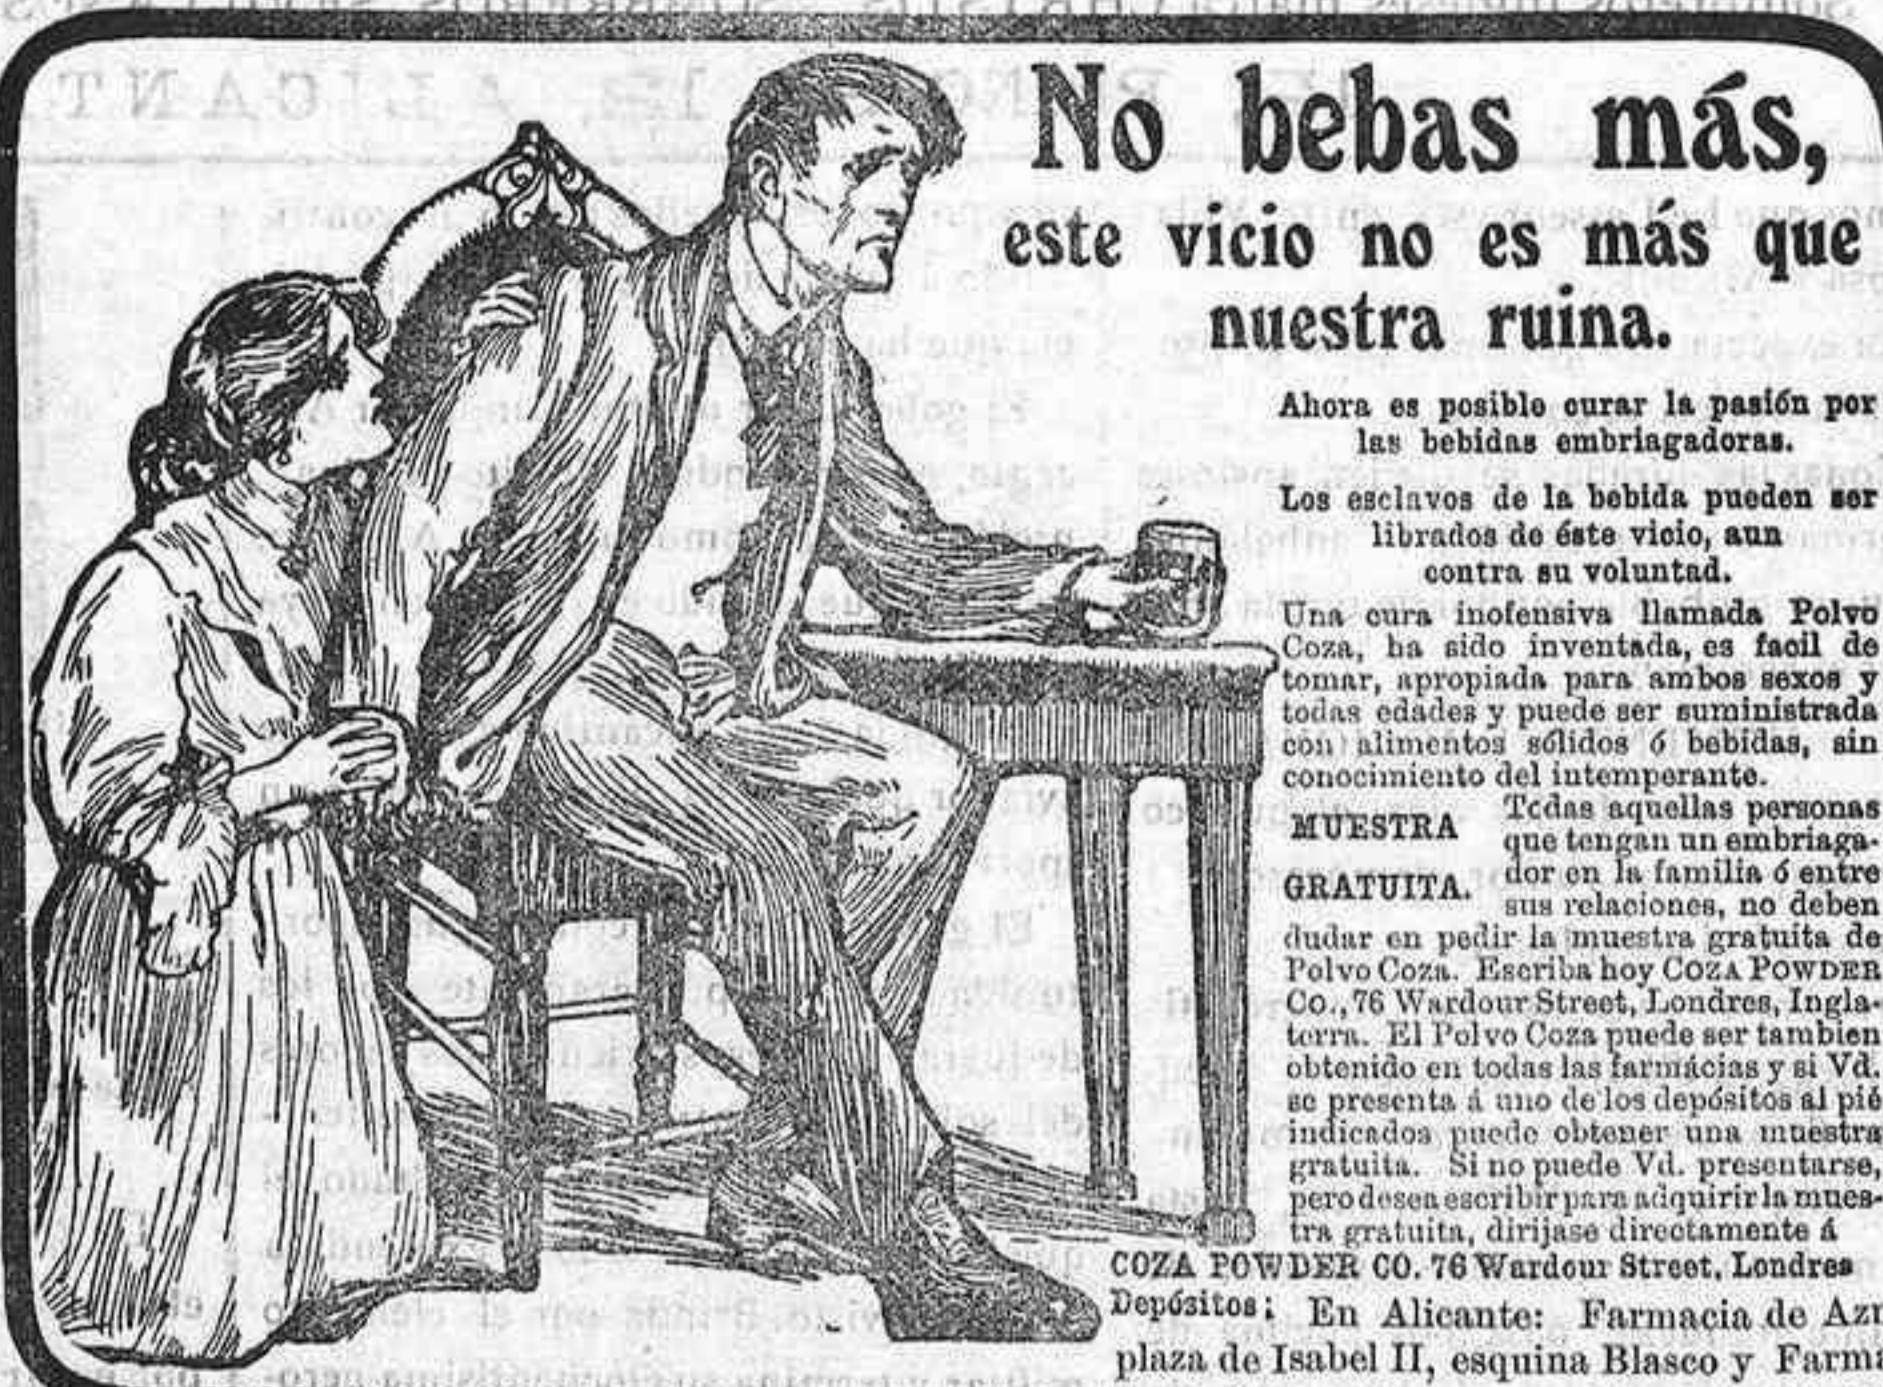 No bebas más,
este vicio no es más que
nuestra ruina.
Ahora es posible curar la pasión por
las bebidas embriagadoras.
Los esclavos de la bebida pueden ser
librados de éste vicio, aun
contra su voluntad.
Una cura inofensiva llamada Polvo
Coza, ha sido inventada, es facil de
tomar, apropiada para ambos sexos y
todas edades y puede ser suministrada
con alimentos sólidos ó bebidas, sin
conocimiento del intemperante.
MUESTRA
GRATUITA.
Todas aquellas personas
que tengan un embriaga-
dor en la familia ó entre
sus relaciones, no deben
dudar en pedir la muestra gratuita de
Polvo Coza. Escriba hoy COZA POWDER
Co., 76 Wardour Street, Londres, Ingla-
terra. El Polvo Coza puede ser tambien
obtenido en todas las farmácias y si Vd.
se presenta á uno de los depósitos al pié
indicados puede obtener una muestra
gratuita. Si no puede Vd. presentarse,
pero desea escribir para adquirir la mues-
tra gratuita, dirijase directamente á
COZA POWDER CO. 76 Wardour Street, Londres
Depósitos: En Alicante: Farmacia de Azn
plaza de Isabel II, esquina Blasco y Farma